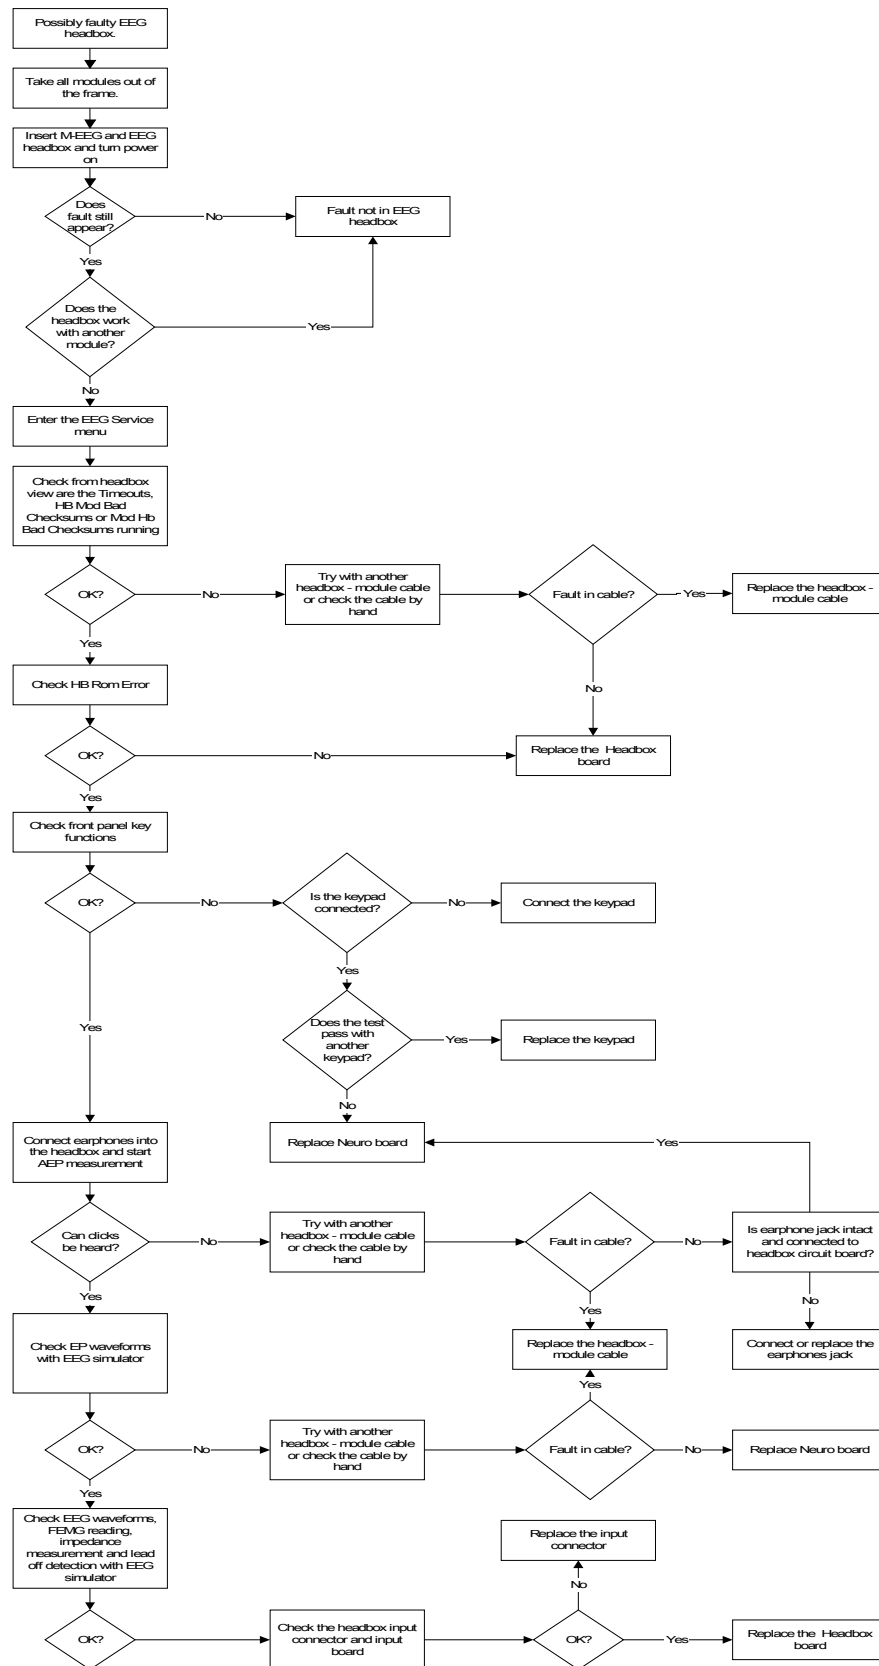 Possibly faulty EEG
headbox.
Take all modules out of
the frame.
Insert M-EEG and EEG
headbox and turn power
on
Does
fault still
appear?
No
Fault not in EEG
headbox
Yes
Does the
headbox work
with another
module?
Yes
No
Enter the EEG Service
menu
Check from headbox
view are the Timeouts,
HB Mod Bad
Checksums or Mod Hb
Bad Checksums running
OK?
No
Try with another
headbox - module cable
or check the cable by
hand
Fault in cable?
Yes
Replace the headbox -
module cable
Yes
No
Check HB Rom Error
OK?
No
Replace the Headbox
board
Yes
Check front panel key
functions
OK?
No
Is the keypad
connected?
No
Connect the keypad
Yes
Yes
Does the test
pass with
another
keypad?
Yes
Replace the keypad
No
Connect earphones into
the headbox and start
AEP measurement
Replace Neuro board
Yes
Can clicks
be heard?
No
Try with another
headbox - module cable
or check the cable by
hand
Fault in cable?
No
Is earphone jack intact
and connected to
headbox circuit board?
Yes
Yes
No
Check EP waveforms
with EEG simulator
Replace the headbox -
module cable
Connect or replace the
earphones jack
Yes
OK?
No
Try with another
headbox - module cable
or check the cable by
hand
Fault in cable?
No
Replace Neuro board
Yes
Check EEG waveforms,
FEMG reading,
impedance
measurement and lead
off detection with EEG
simulator
Replace the input
connector
No
OK?
Check the headbox input
connector and input
board
OK?
Yes
Replace the Headbox
board